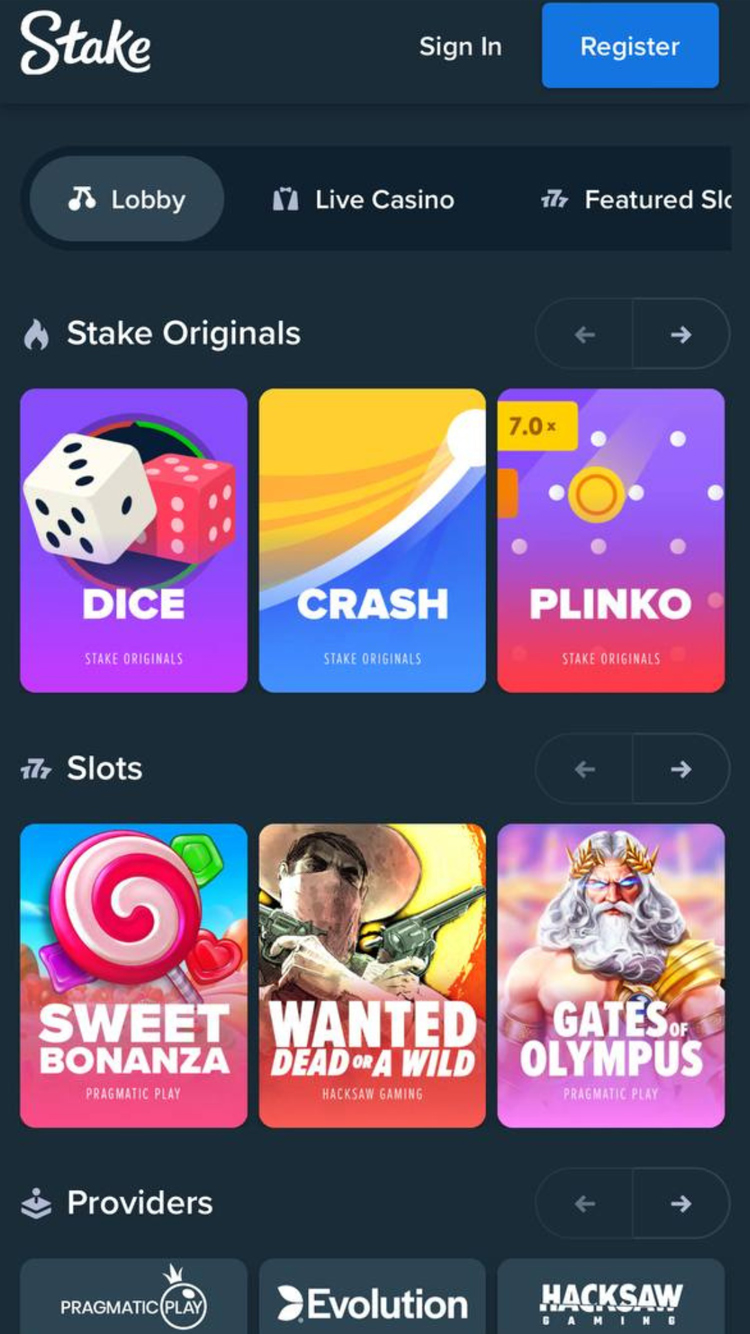 Stake
Sign In
Register
Lobby
Live Casino
777 Featured Slo
Stake Originals
7.0x
DICE
STAKE ORIGINALS
CRASH
STAKE ORIGINALS
PLINKO
STAKE ORIGINALS
777 Slots
SWEET
BONANZA
PRAGMATIC PLAY
WANTED
DEAD OR A WILD
HACKSAW GAMING
GATES OF
OLYMPUS
PRAGMATIC PLAY
Providers
PRAGMATIC PLAY
Evolution
HACKSAW
GAMING